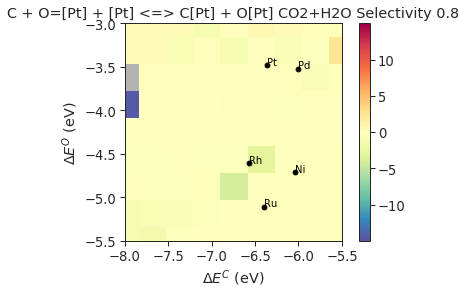 C + O=[Pt] + [Pt] <=> C[Pt] + O[Pt] CO2+H2O Selectivity 0.8
−3.0
−3.5
−4.0
−4.5
−5.0
−5.5
ΔE^O (eV)
Pt
Pd
Rh
Ni
Ru
−8.0 −7.5 −7.0 −6.5 −6.0 −5.5
ΔE^C (eV)
10
5
0
−5
−10